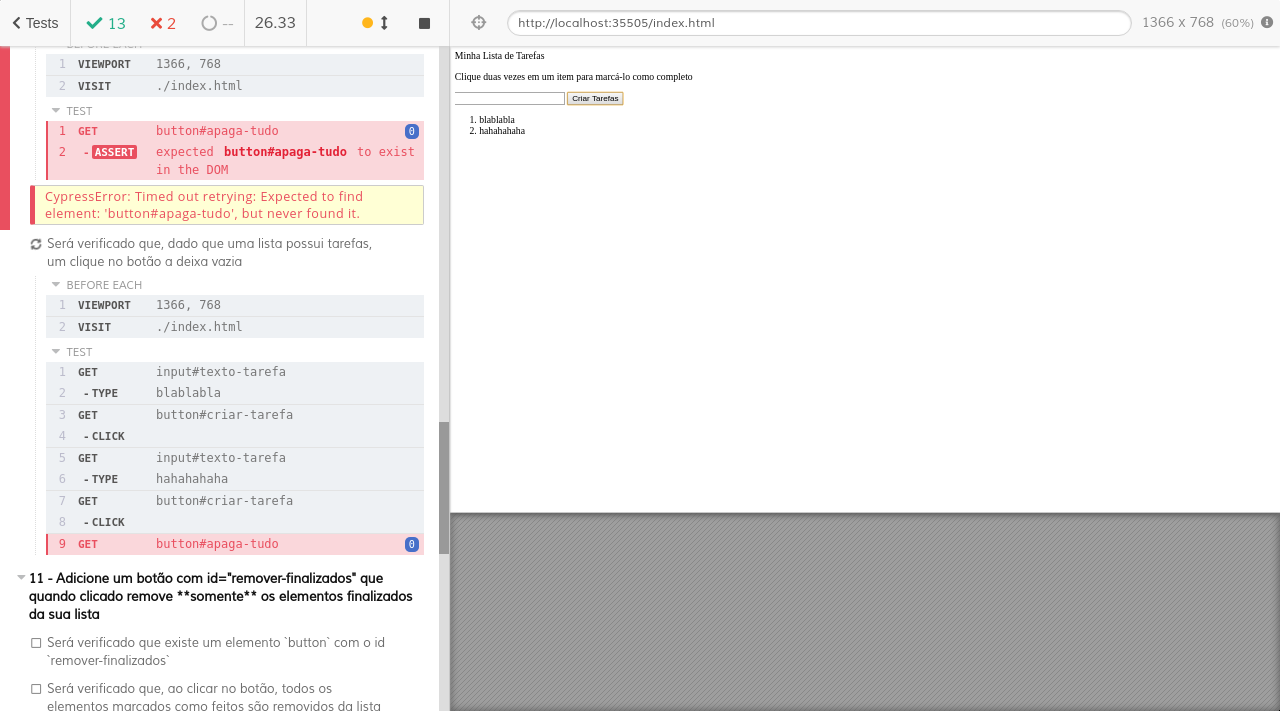 Tests
13
2
--
26.33
http://localhost:35505/index.html
1366 x 768 (60%)
BEFORE EACH
1 VIEWPORT 1366, 768
2 VISIT ./index.html
TEST
1 GET button#apaga-tudo 0
2 -ASSERT expected button#apaga-tudo to exist
in the DOM
CypressError: Timed out retrying: Expected to find
element: 'button#apaga-tudo', but never found it.
Será verificado que, dado que uma lista possui tarefas,
um clique no botão a deixa vazia
BEFORE EACH
1 VIEWPORT 1366, 768
2 VISIT ./index.html
TEST
1 GET input#texto-tarefa
2 -TYPE blablabla
3 GET button#criar-tarefa
4 -CLICK
5 GET input#texto-tarefa
6 -TYPE hahahahaha
7 GET button#criar-tarefa
8 -CLICK
9 GET button#apaga-tudo 0
11 - Adicione um botão com id="remover-finalizados" que
quando clicado remove **somente** os elementos finalizados
da sua lista
Será verificado que existe um elemento `button` com o id
`remover-finalizados`
Será verificado que, ao clicar no botão, todos os
elementos marcados como feitos são removidos da lista
Minha Lista de Tarefas
Clique duas vezes em um item para marcá-lo como completo
Criar Tarefas
1. blablabla
2. hahahahaha